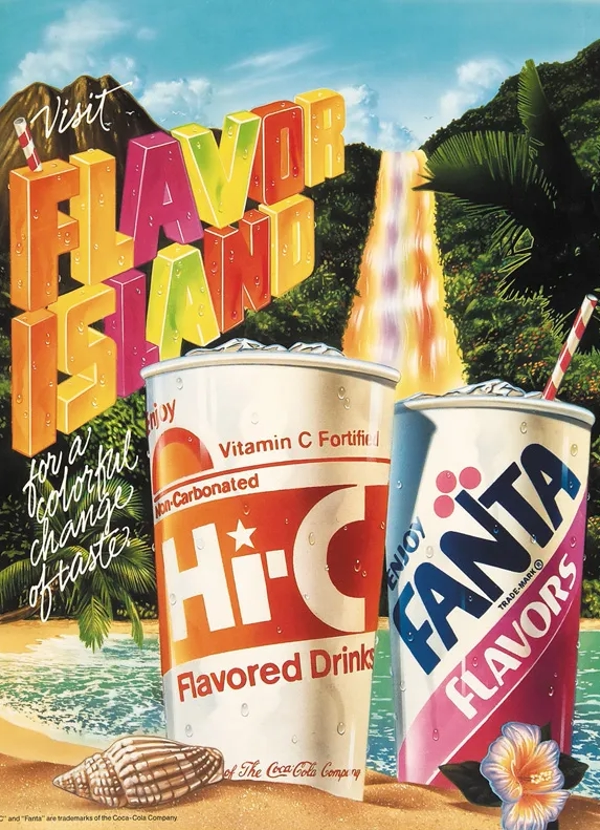 Visit
FLAVOR
ISLAND
for a
colorful
change
of taste.
Enjoy
Vitamin C Fortified
Non-Carbonated
Hi-C
Flavored Drinks
of The Coca-Cola Company
ENJOY
FANTA
TRADE-MARK ®
FLAVORS
C" and "Fanta" are trademarks of the Coca-Cola Company